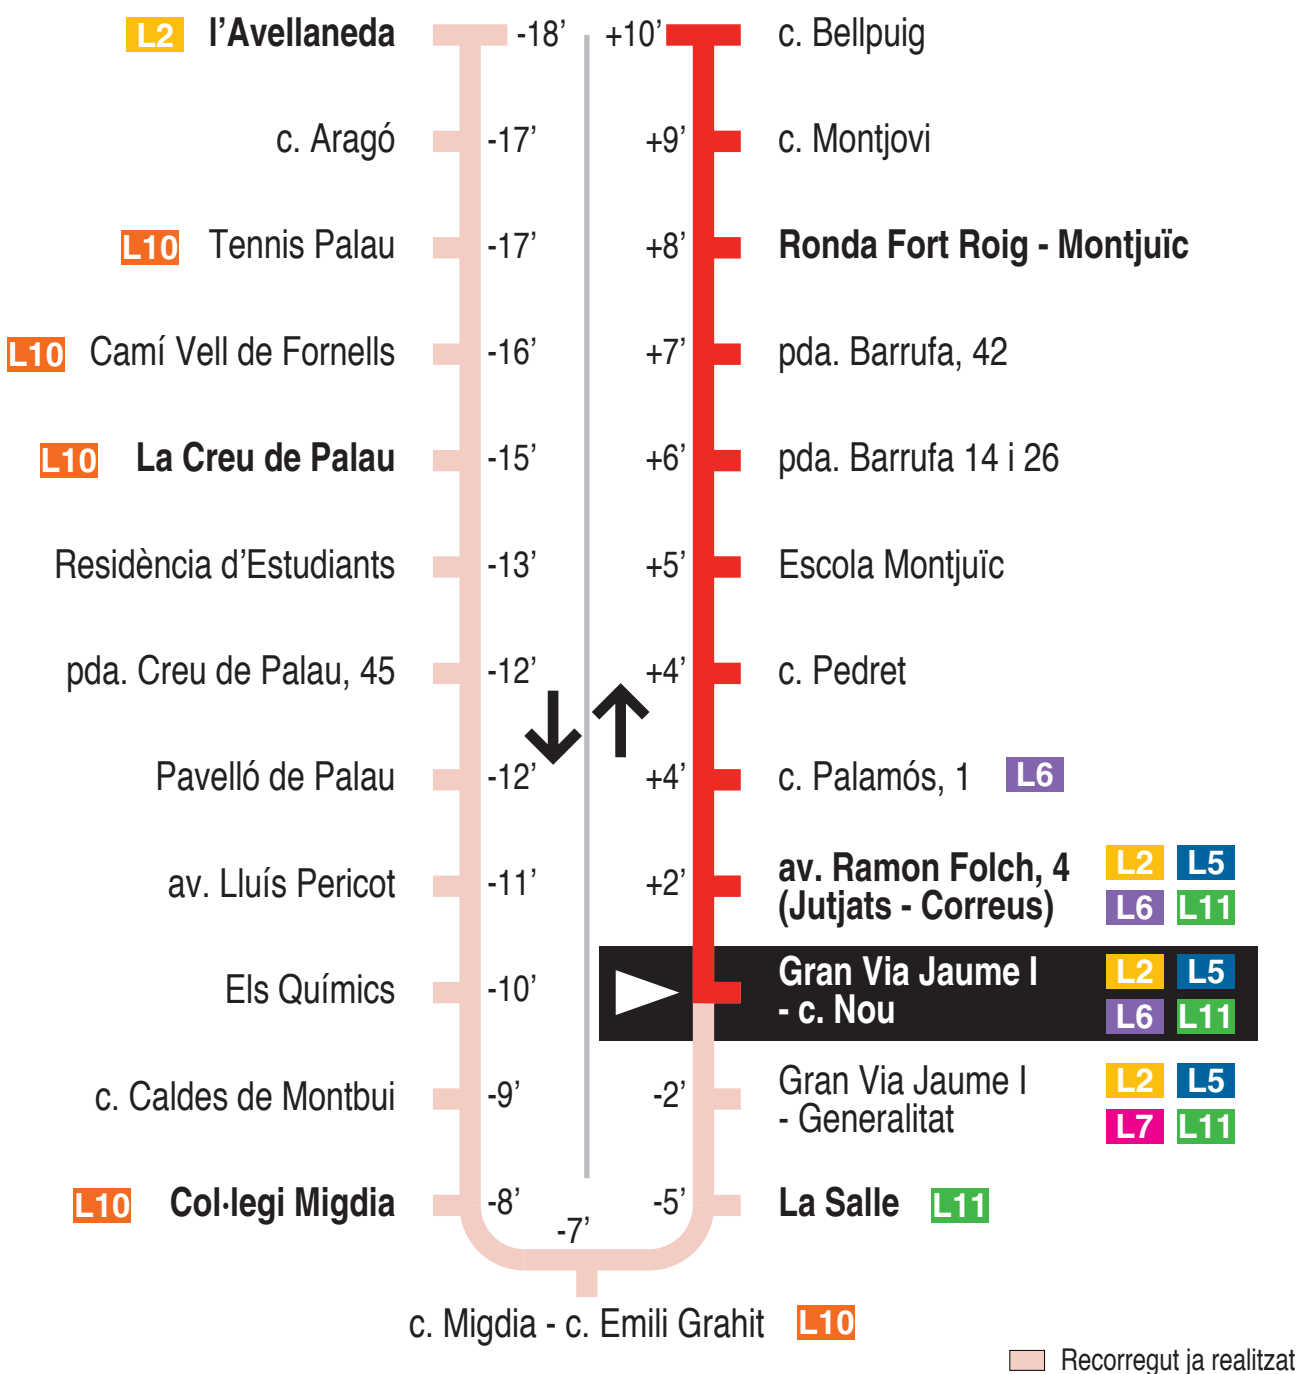 L2 l’Avellaneda -18’ +10’ c. Bellpuig
c. Aragó -17’ +9’ c. Montjovi
L10 Tennis Palau -17’ +8’ Ronda Fort Roig - Montjuïc
L10 Camí Vell de Fornells -16’ +7’ pda. Barrufa, 42
L10 La Creu de Palau -15’ +6’ pda. Barrufa 14 i 26
Residència d’Estudiants -13’ +5’ Escola Montjuïc
pda. Creu de Palau, 45 -12’ +4’ c. Pedret
Pavelló de Palau -12’ +4’ c. Palamós, 1 L6
av. Lluís Pericot -11’ +2’ av. Ramon Folch, 4 L2 L5
(Jutjats - Correus) L6 L11
Els Químics -10’ Gran Via Jaume I L2 L5
- c. Nou L6 L11
c. Caldes de Montbui -9’ -2’ Gran Via Jaume I L2 L5
- Generalitat L7 L11
L10 Col·legi Migdia -8’ -5’ La Salle L11
-7’
c. Migdia - c. Emili Grahit L10
Recorregut ja realitzat